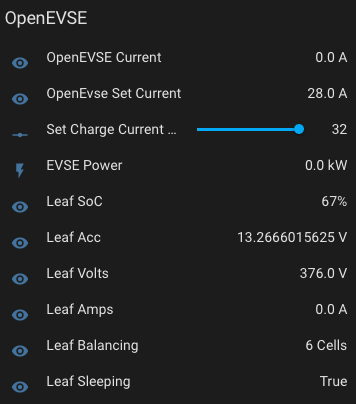 OpenEVSE
OpenEVSE Current 0.0 A
OpenEvse Set Current 28.0 A
Set Charge Current ... 32
EVSE Power 0.0 kW
Leaf SoC 67%
Leaf Acc 13.2666015625 V
Leaf Volts 376.0 V
Leaf Amps 0.0 A
Leaf Balancing 6 Cells
Leaf Sleeping True